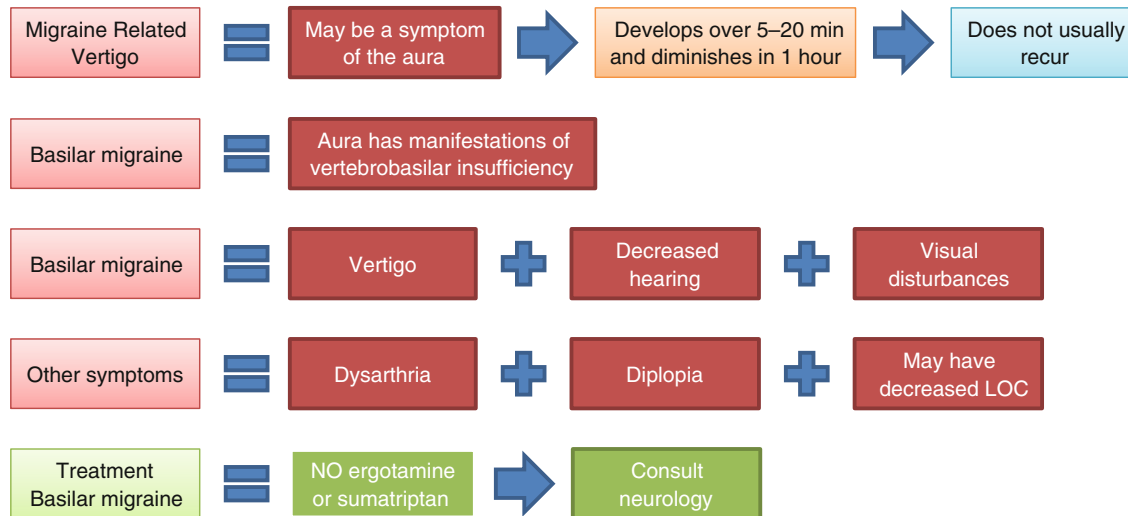 Migraine Related
Vertigo
May be a symptom
of the aura
Develops over 5–20 min
and diminishes in 1 hour
Does not usually
recur
Basilar migraine
Aura has manifestations of
vertebrobasilar insufficiency
Basilar migraine
Vertigo
Decreased
hearing
Visual
disturbances
Other symptoms
Dysarthria
Diplopia
May have
decreased LOC
Treatment
Basilar migraine
NO ergotamine
or sumatriptan
Consult
neurology